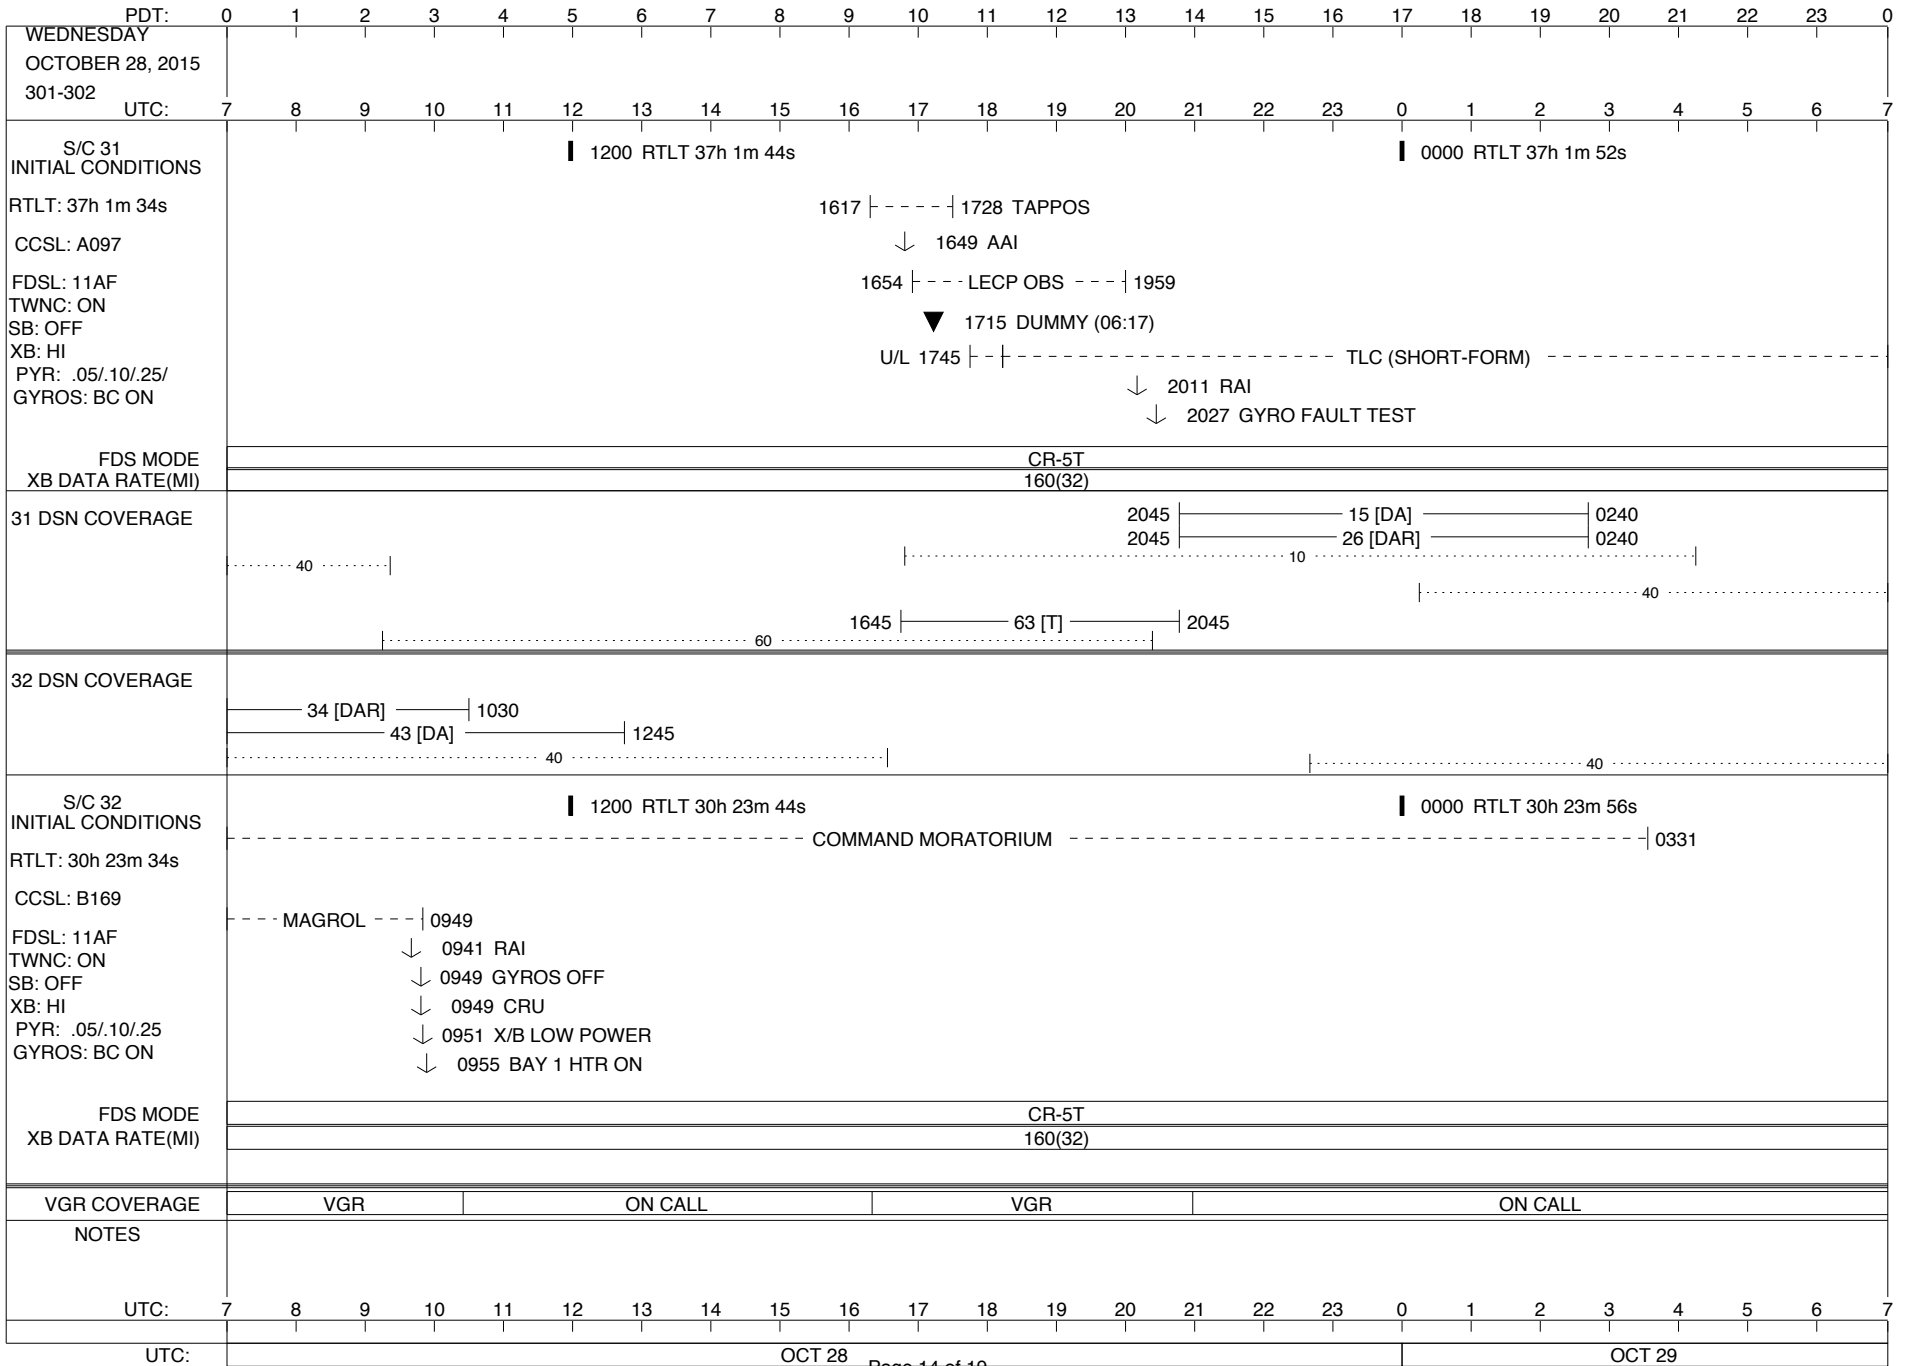 PDT: 0 1 2 3 4 5 6 7 8 9 10 11 12 13 14 15 16 17 18 19 20 21 22 23 0
WEDNESDAY
OCTOBER 28, 2015
301-302
UTC: 7 8 9 10 11 12 13 14 15 16 17 18 19 20 21 22 23 0 1 2 3 4 5 6 7
S/C 31
INITIAL CONDITIONS
1200 RTLT 37h 1m 44s
0000 RTLT 37h 1m 52s
RTLT: 37h 1m 34s
1617 1728 TAPPOS
CCSL: A097
1649 AAI
FDSL: 11AF
1654 LECP OBS 1959
TWNC: ON
SB: OFF
1715 DUMMY (06:17)
XB: HI
U/L 1745 TLC (SHORT-FORM)
PYR: .05/.10/.25/
2011 RAI
GYROS: BC ON
2027 GYRO FAULT TEST
FDS MODE CR-5T
XB DATA RATE(MI) 160(32)
31 DSN COVERAGE
2045 15 [DA] 0240
2045 26 [DAR] 0240
10
40
40
1645 63 [T] 2045
60
32 DSN COVERAGE
34 [DAR] 1030
43 [DA] 1245
40
40
S/C 32
INITIAL CONDITIONS
1200 RTLT 30h 23m 44s
0000 RTLT 30h 23m 56s
COMMAND MORATORIUM 0331
RTLT: 30h 23m 34s
CCSL: B169
MAGROL 0949
FDSL: 11AF
0941 RAI
TWNC: ON
SB: OFF
0949 GYROS OFF
XB: HI
0949 CRU
PYR: .05/.10/.25
0951 X/B LOW POWER
GYROS: BC ON
0955 BAY 1 HTR ON
FDS MODE CR-5T
XB DATA RATE(MI) 160(32)
VGR COVERAGE VGR ON CALL VGR ON CALL
NOTES
UTC: 7 8 9 10 11 12 13 14 15 16 17 18 19 20 21 22 23 0 1 2 3 4 5 6 7
UTC: OCT 28 OCT 29
Page 14 of 19